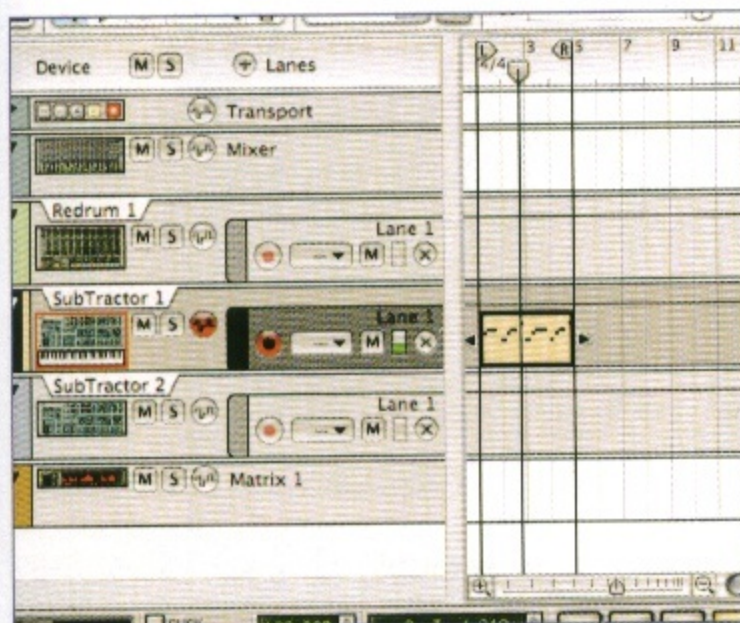 Device M S + Lanes
L 3 R 5 7 9 11
4/4
Transport
M S Mixer
Redrum 1
M S Lane 1
M
SubTractor 1
M S Lane 1
M
SubTractor 2
M S Lane 1
M
M S Matrix 1